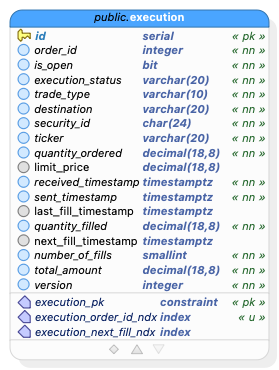 public.execution
id serial « pk »
order_id integer « nn »
is_open bit « nn »
execution_status varchar(20) « nn »
trade_type varchar(10) « nn »
destination varchar(20) « nn »
security_id char(24) « nn »
ticker varchar(20) « nn »
quantity_ordered decimal(18,8) « nn »
limit_price decimal(18,8)
received_timestamp timestamptz « nn »
sent_timestamp timestamptz « nn »
last_fill_timestamp timestamptz
quantity_filled decimal(18,8) « nn »
next_fill_timestamp timestamptz
number_of_fills smallint « nn »
total_amount decimal(18,8) « nn »
version integer « nn »
execution_pk constraint « pk »
execution_order_id_ndx index « u »
execution_next_fill_ndx index